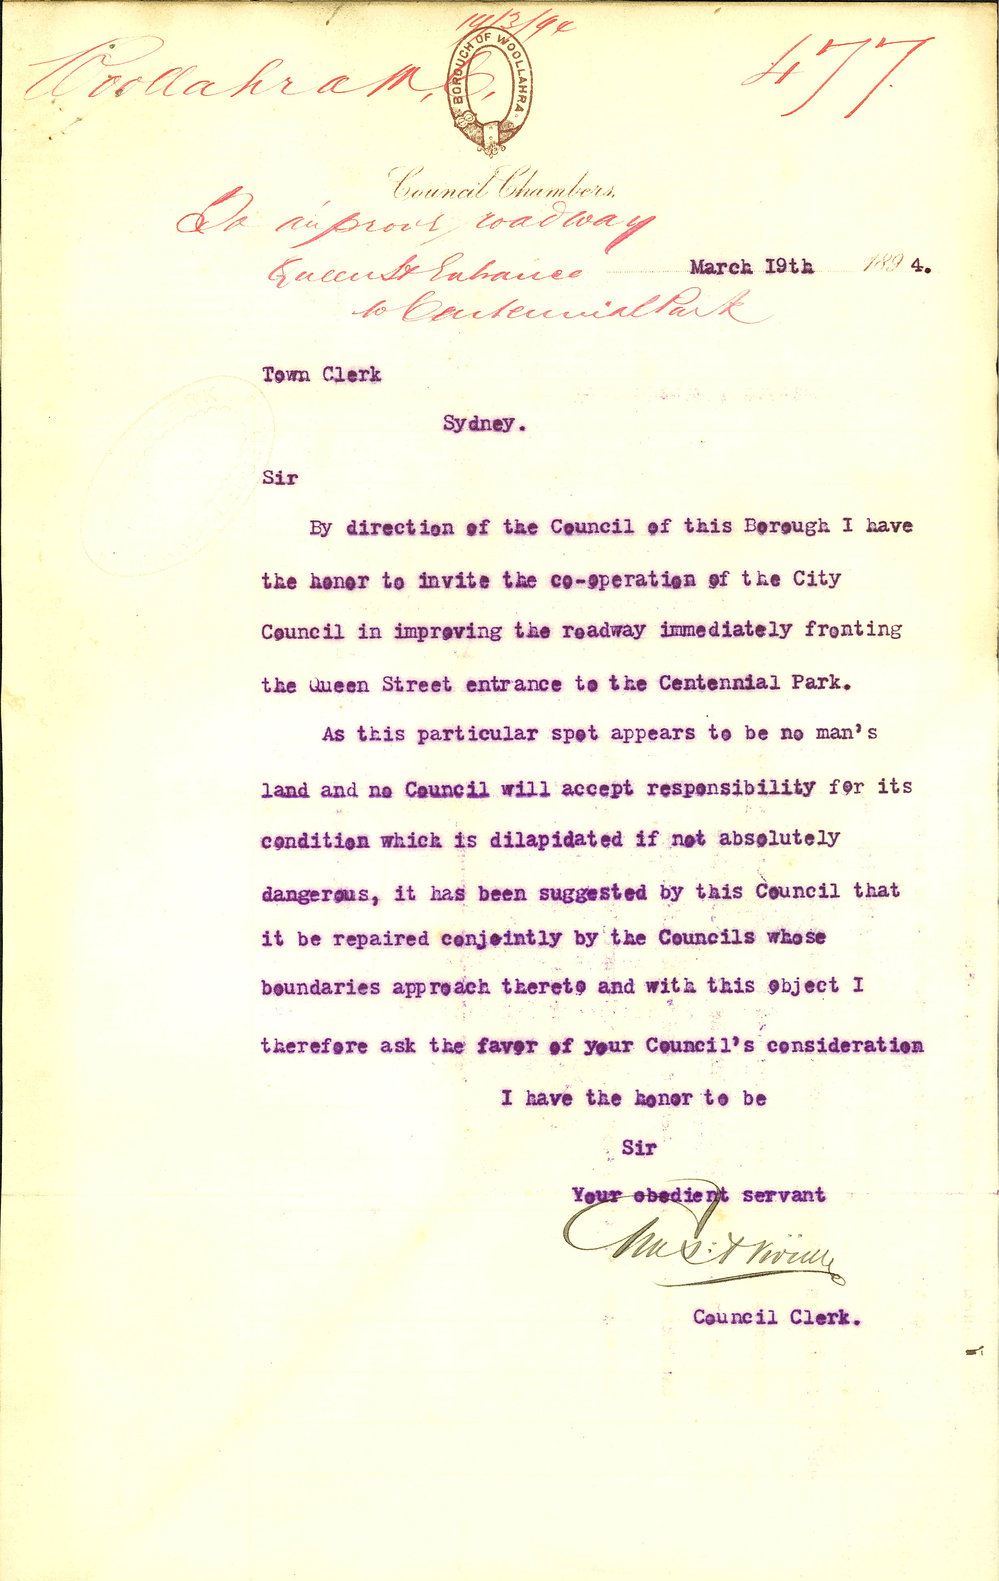 19/3/94
Woollahra M.C. 477.
BOROUGH OF WOOLLAHRA.
Council Chambers,
To improve roadway
Queen St Entrance
March 19th 1894.
to Centennial Park
Town Clerk
Sydney.
Sir
By direction of the Council of this Borough I have
the honor to invite the co-operation of the City
Council in improving the roadway immediately fronting
the Queen Street entrance to the Centennial Park.
As this particular spot appears to be no man's
land and no Council will accept responsibility for its
condition which is dilapidated if not absolutely
dangerous, it has been suggested by this Council that
it be repaired conjointly by the Councils whose
boundaries approach thereto and with this object I
therefore ask the favor of your Council's consideration
I have the honor to be
Sir
Your obedient servant
Council Clerk.